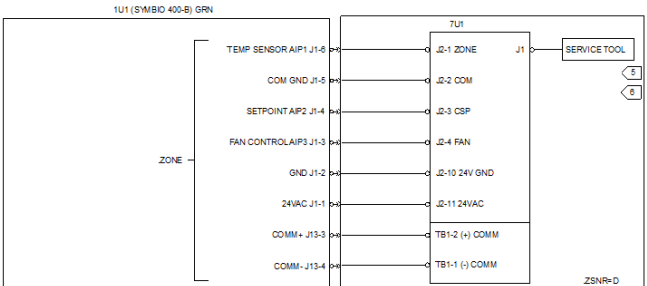 1U1 (SYMBIO 400-B) GRN
7U1
TEMP SENSOR AIP1 J1-6
J2-1 ZONE
J1
SERVICE TOOL
5
COM GND J1-5
J2-2 COM
6
SETPOINT AIP2 J1-4
J2-3 CSP
FAN CONTROL AIP3 J1-3
J2-4 FAN
.ZONE
GND J1-2
J2-10 24V GND
24VAC J1-1
J2-11 24VAC
COMM+ J13-3
TB1-2 (+) COMM
COMM- J13-4
TB1-1 (-) COMM
.ZSNR=D